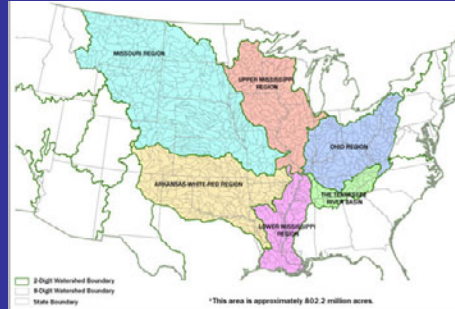 MISSOURI REGION
UPPER MISSISSIPPI
REGION
OHIO REGION
ARKANSAS-WHITE-RED REGION
THE TENNESSEE
RIVER BASIN
LOWER MISSISSIPPI
REGION
2-Digit Watershed Boundary
8-Digit Watershed Boundary
State Boundary
*This area is approximately 802.2 million acres.